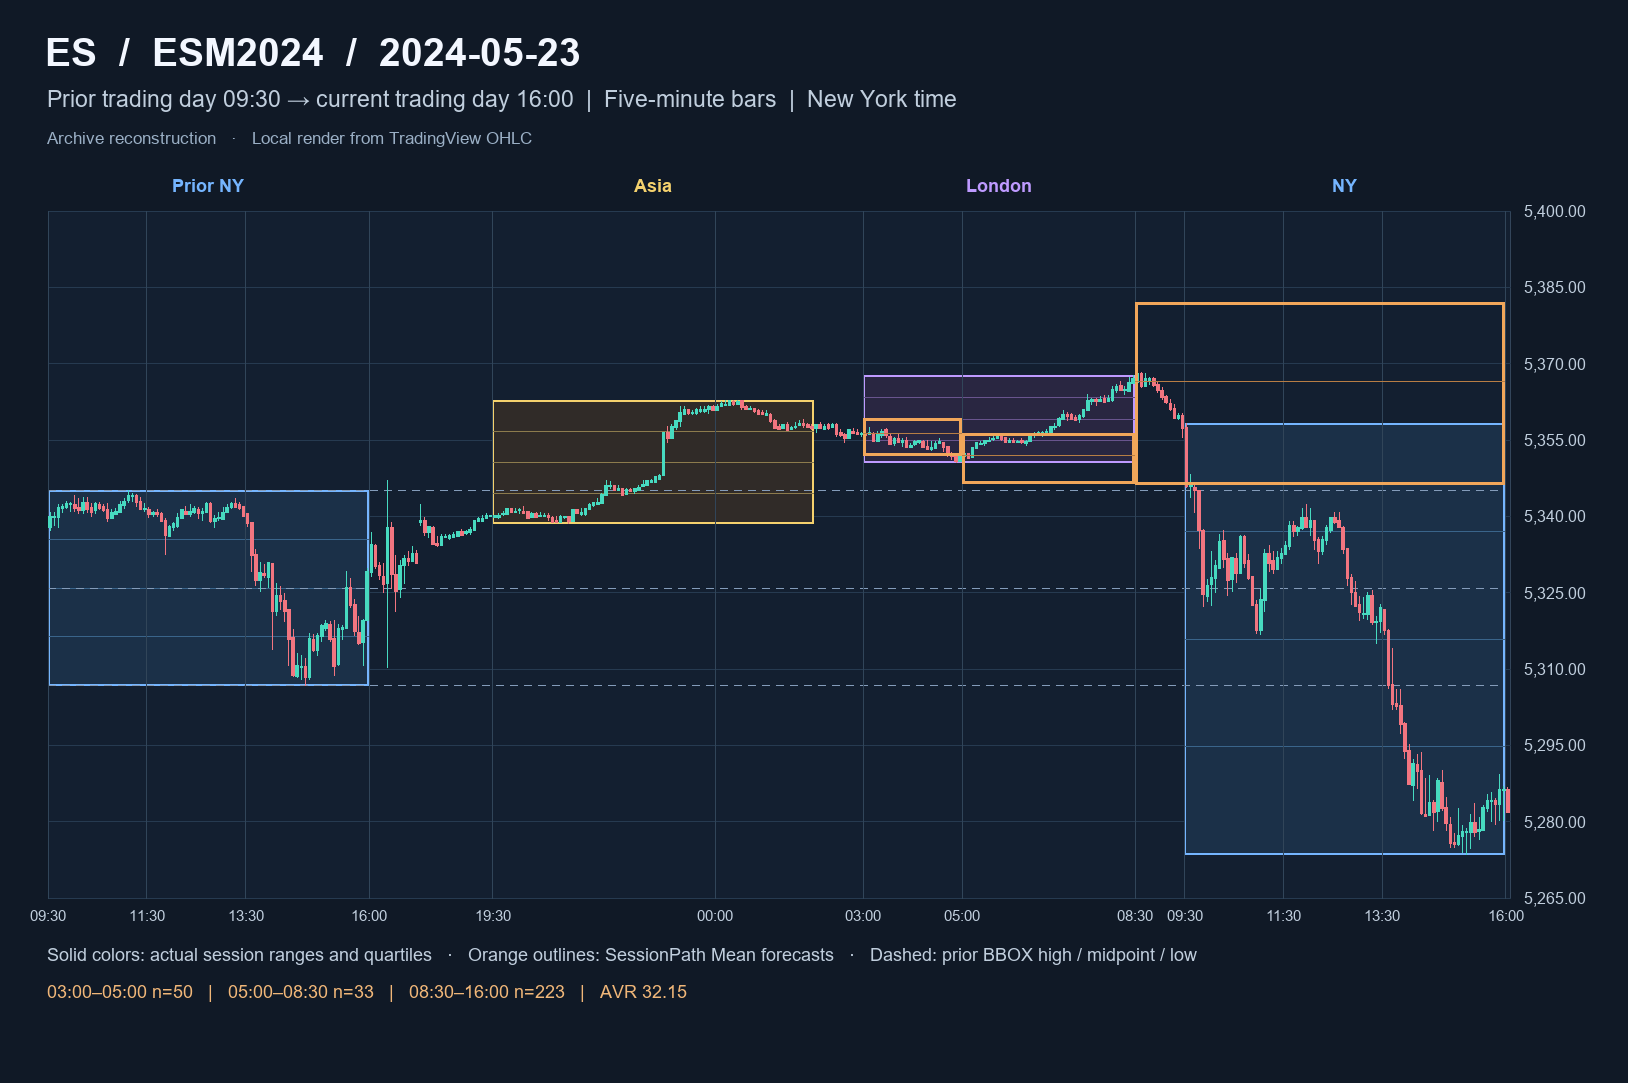 ES / ESM2024 / 2024-05-23
Prior trading day 09:30 → current trading day 16:00 | Five-minute bars | New York time
Archive reconstruction · Local render from TradingView OHLC
Prior NY Asia London NY
5,400.00
5,385.00
5,370.00
5,355.00
5,340.00
5,325.00
5,310.00
5,295.00
5,280.00
5,265.00
09:30 11:30 13:30 16:00 19:30 00:00 03:00 05:00 08:30 09:30 11:30 13:30 16:00
Solid colors: actual session ranges and quartiles · Orange outlines: SessionPath Mean forecasts · Dashed: prior BBOX high / midpoint / low
03:00–05:00 n=50 | 05:00–08:30 n=33 | 08:30–16:00 n=223 | AVR 32.15